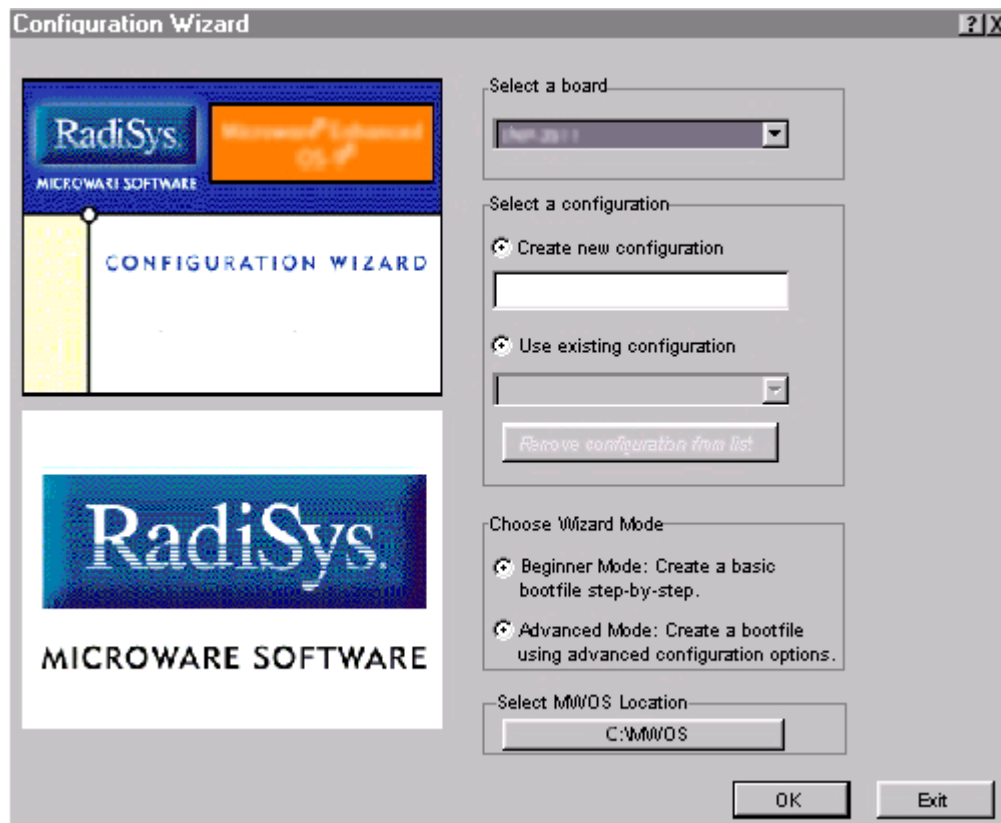 Configuration Wizard
RadiSys.
MICROWARE SOFTWARE
CONFIGURATION WIZARD
RadiSys.
MICROWARE SOFTWARE
Select a board
Select a configuration
Create new configuration
Use existing configuration
Remove configuration from list
Choose Wizard Mode
Beginner Mode: Create a basic
bootfile step-by-step.
Advanced Mode: Create a bootfile
using advanced configuration options.
Select MWOS Location
C:\MWOS
OK
Exit